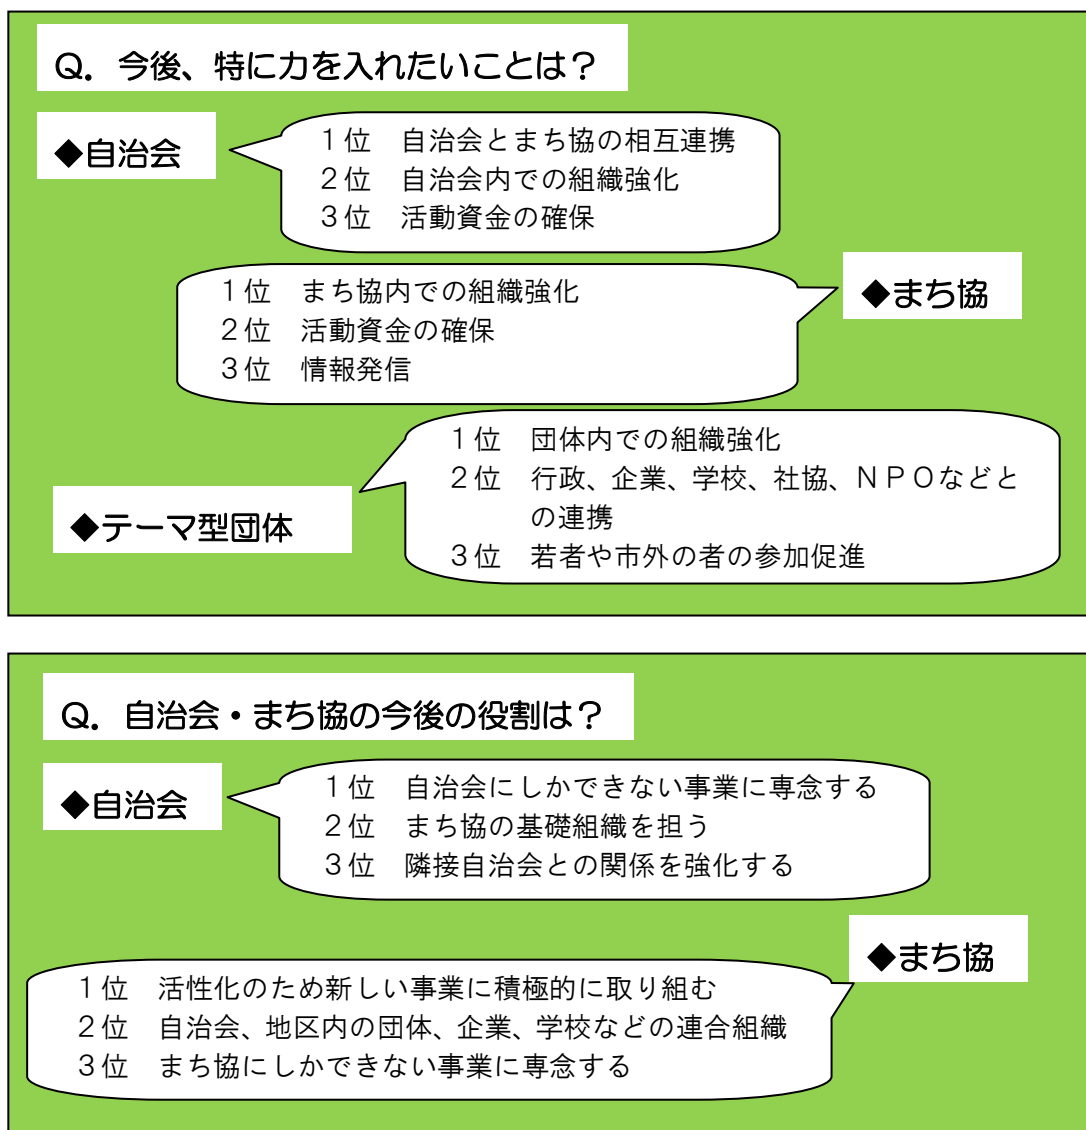 Q．今後、特に力を入れたいことは？
◆自治会
１位　自治会とまち協の相互連携
２位　自治会内での組織強化
３位　活動資金の確保
◆まち協
１位　まち協内での組織強化
２位　活動資金の確保
３位　情報発信
◆テーマ型団体
１位　団体内での組織強化
２位　行政、企業、学校、社協、ＮＰＯなどと
の連携
３位　若者や市外の者の参加促進
Q．自治会・まち協の今後の役割は？
◆自治会
１位　自治会にしかできない事業に専念する
２位　まち協の基礎組織を担う
３位　隣接自治会との関係を強化する
◆まち協
１位　活性化のため新しい事業に積極的に取り組む
２位　自治会、地区内の団体、企業、学校などの連合組織
３位　まち協にしかできない事業に専念する